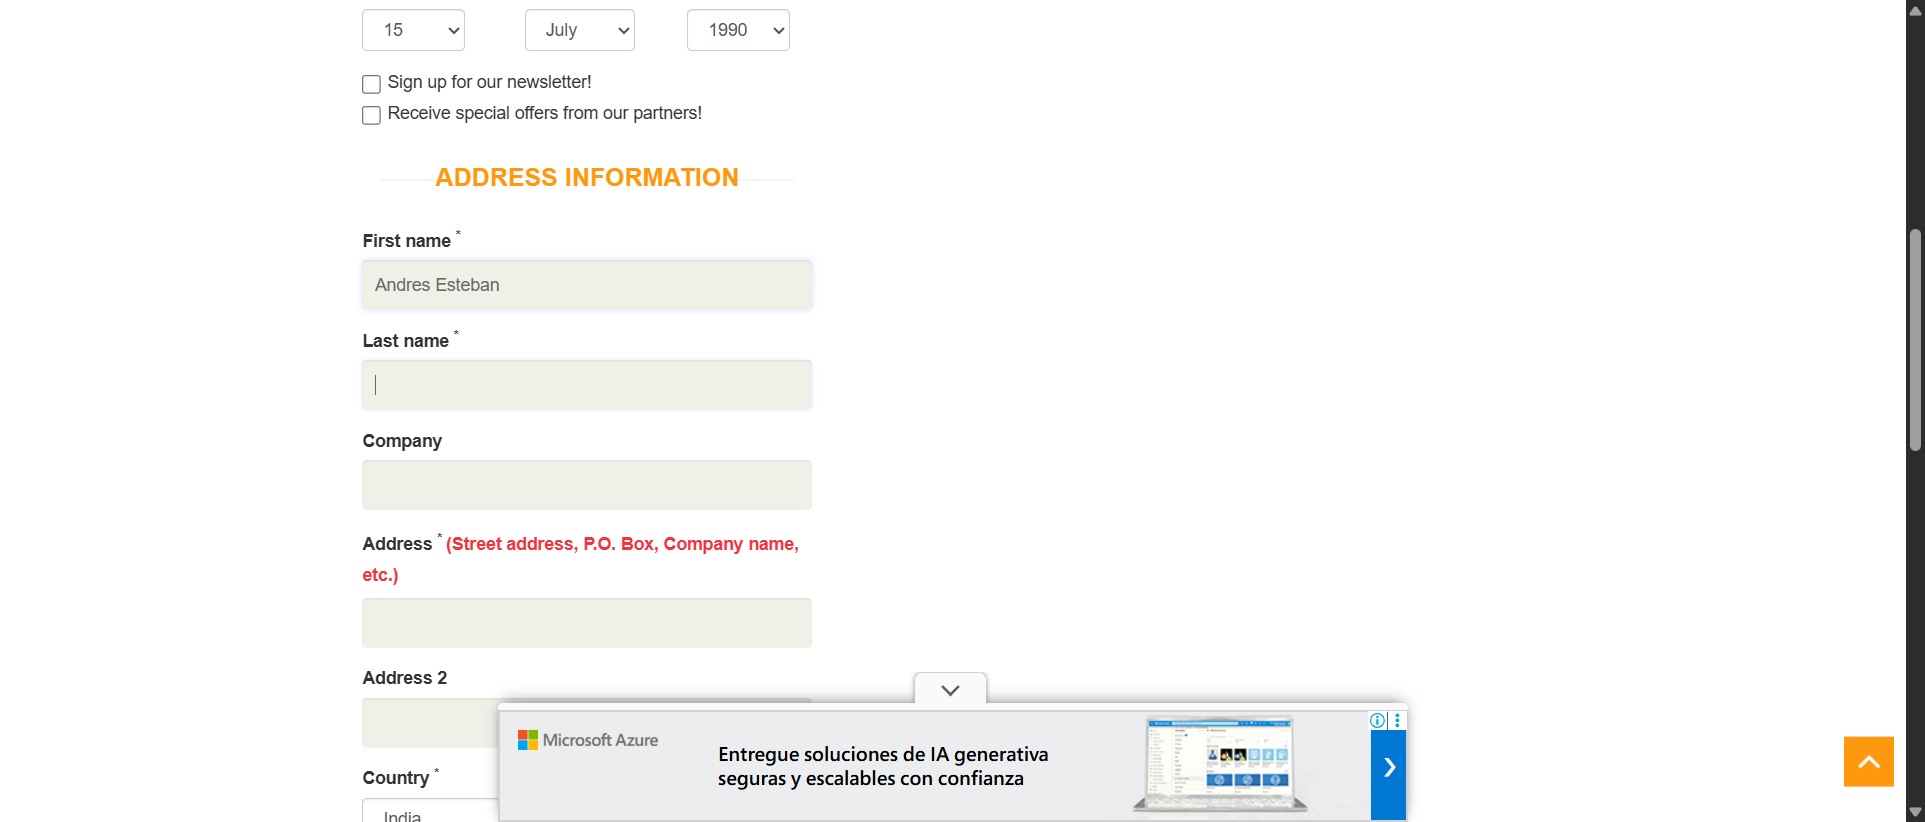 15 July 1990
Sign up for our newsletter!
Receive special offers from our partners!
ADDRESS INFORMATION
First name *
Andres Esteban
Last name *
Company
Address * (Street address, P.O. Box, Company name,
etc.)
Address 2
Country *
India
Microsoft Azure
Entregue soluciones de IA generativa
seguras y escalables con confianza